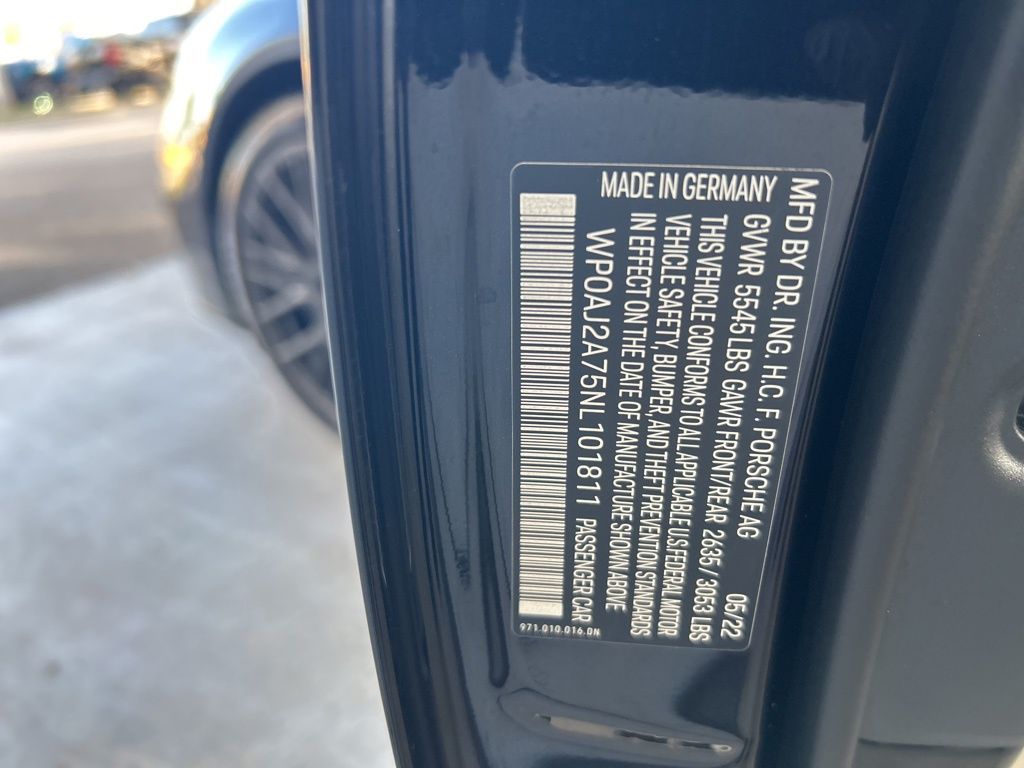 MFD BY DR. ING. H.C. F. PORSCHE AG 05/22
GVWR 5545 LBS GAWR FRONT/REAR 2635 / 3053 LBS
THIS VEHICLE CONFORMS TO ALL APPLICABLE US FEDERAL MOTOR
VEHICLE SAFETY, BUMPER, AND THEFT PREVENTION STANDARDS
IN EFFECT ON THE DATE OF MANUFACTURE SHOWN ABOVE
MADE IN GERMANY
WP0AJ2A75NL101811 PASSENGER CAR
971.010.016.DN